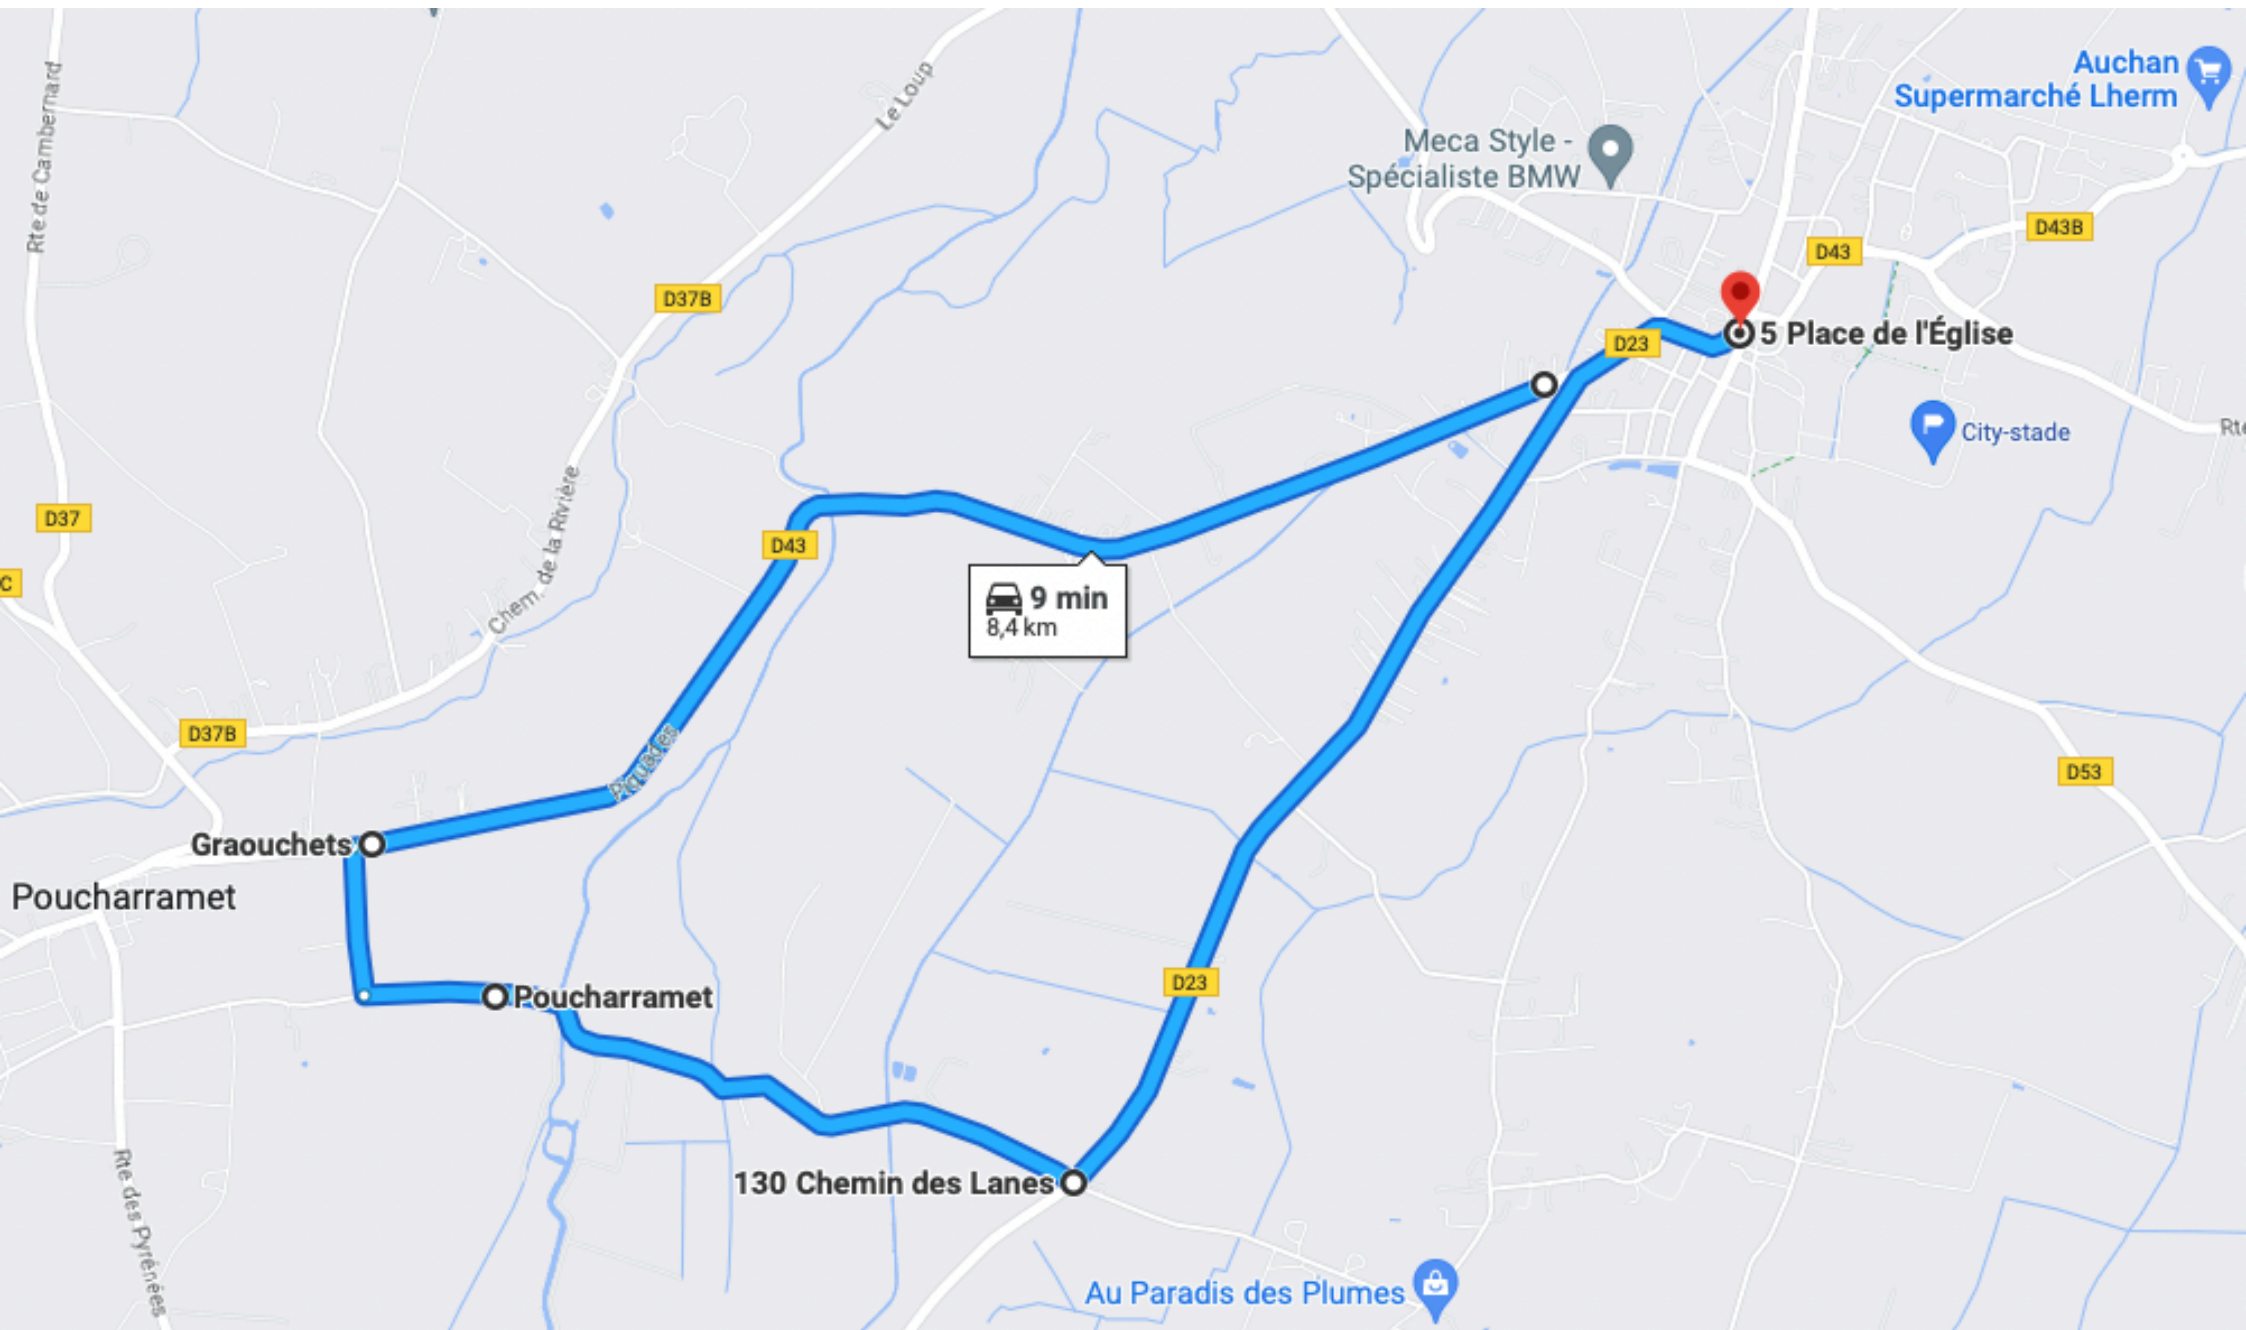 Auchan
Supermarché Lherm
Rte de Cambernard
Le Loup
Meca Style -
Spécialiste BMW
D43B
D43
D37B
5 Place de l'Église
D23
City-stade
Rte
D37
D43
Chem. de la Rivière
C
9 min
8,4 km
D37B
Piquades
D53
Graouchets
Poucharramet
D23
Poucharramet
130 Chemin des Lanes
Rte des Pyrénées
Au Paradis des Plumes